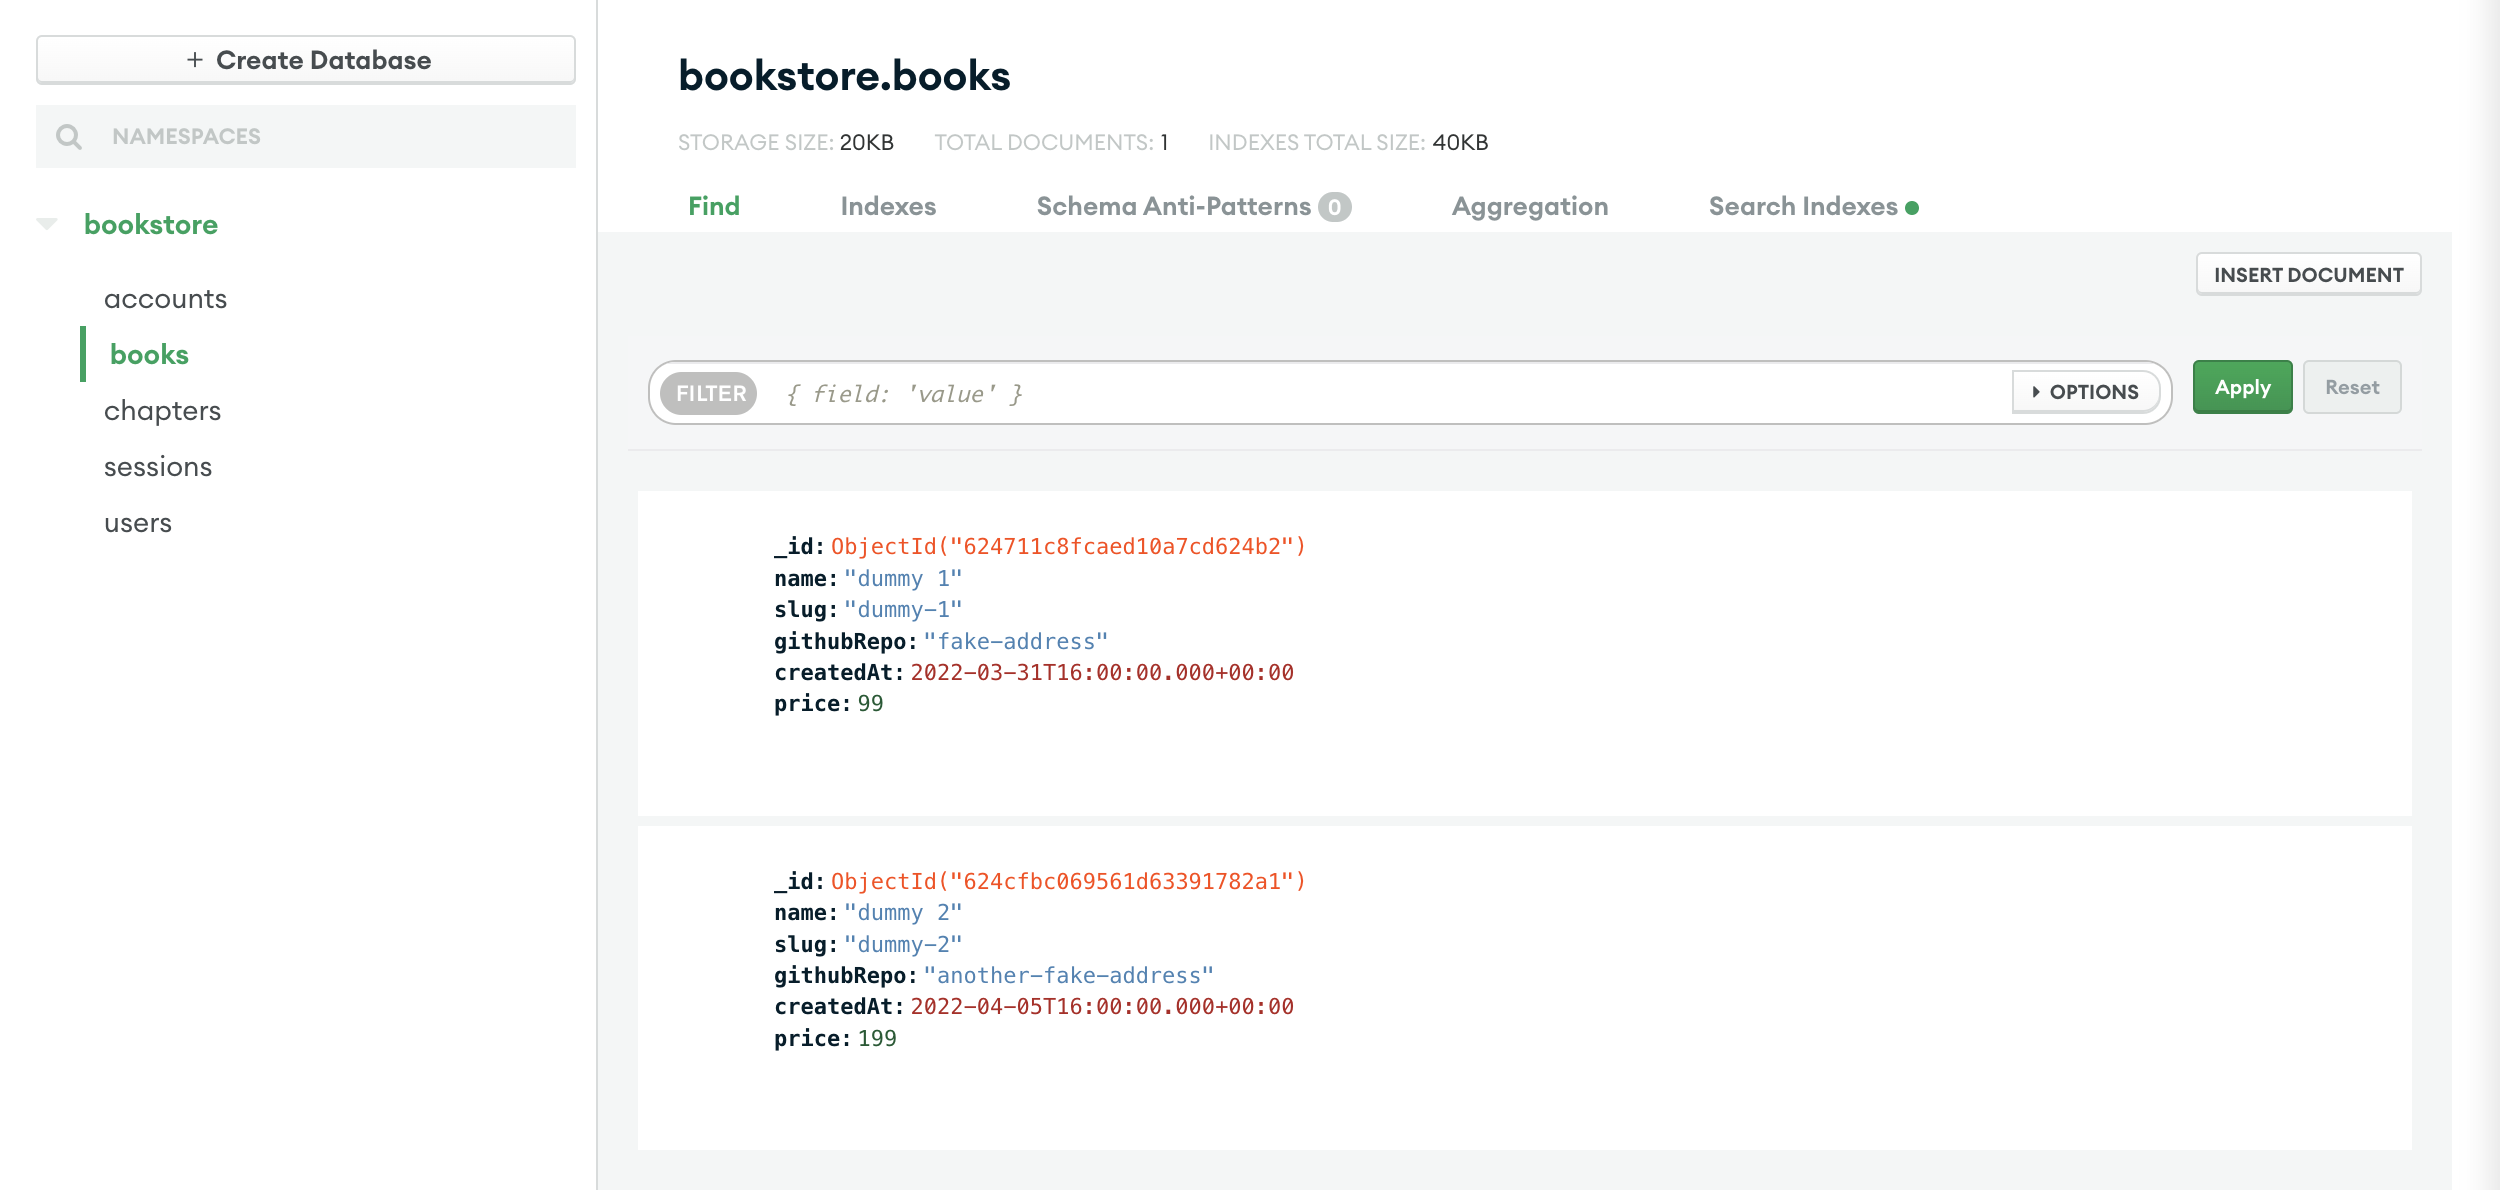 + Create Database
NAMESPACES
bookstore
accounts
books
chapters
sessions
users
bookstore.books
STORAGE SIZE: 20KB TOTAL DOCUMENTS: 1 INDEXES TOTAL SIZE: 40KB
Find Indexes Schema Anti-Patterns 0 Aggregation Search Indexes
INSERT DOCUMENT
FILTER { field: 'value' } OPTIONS Apply Reset
_id: ObjectId("624711c8fcaed10a7cd624b2")
name: "dummy 1"
slug: "dummy-1"
githubRepo: "fake-address"
createdAt: 2022-03-31T16:00:00.000+00:00
price: 99
_id: ObjectId("624cfbc069561d63391782a1")
name: "dummy 2"
slug: "dummy-2"
githubRepo: "another-fake-address"
createdAt: 2022-04-05T16:00:00.000+00:00
price: 199